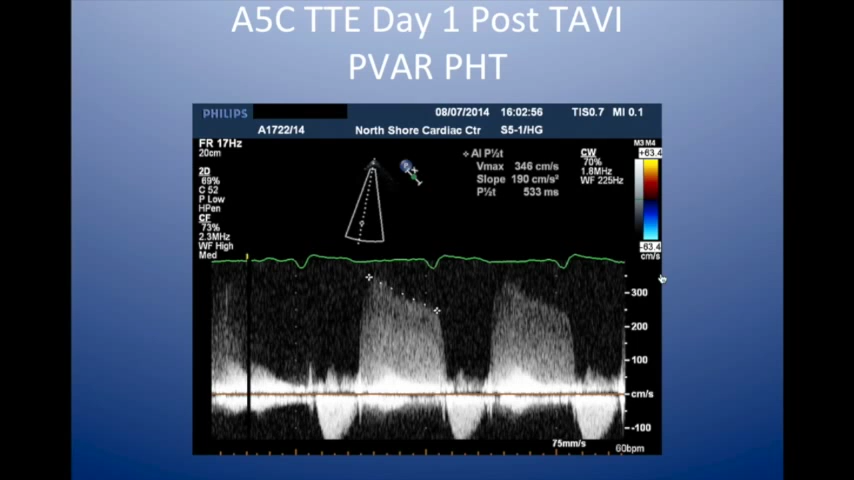 A5C TTE Day 1 Post TAVI
PVAR PHT
PHILIPS 08/07/2014 16:02:56 TIS0.7 MI 0.1
A1722/14 North Shore Cardiac Ctr S5-1/HG
FR 17Hz
20cm
2D
69%
C 52
P Low
HPen
CF
73%
2.3MHz
WF High
Med
AI P½t
Vmax 346 cm/s
Slope 190 cm/s²
P½t 533 ms
CW
70%
1.8MHz
WF 225Hz
M3 M4
+63.4
-63.4
cm/s
300
200
100
cm/s
-100
75mm/s
60bpm